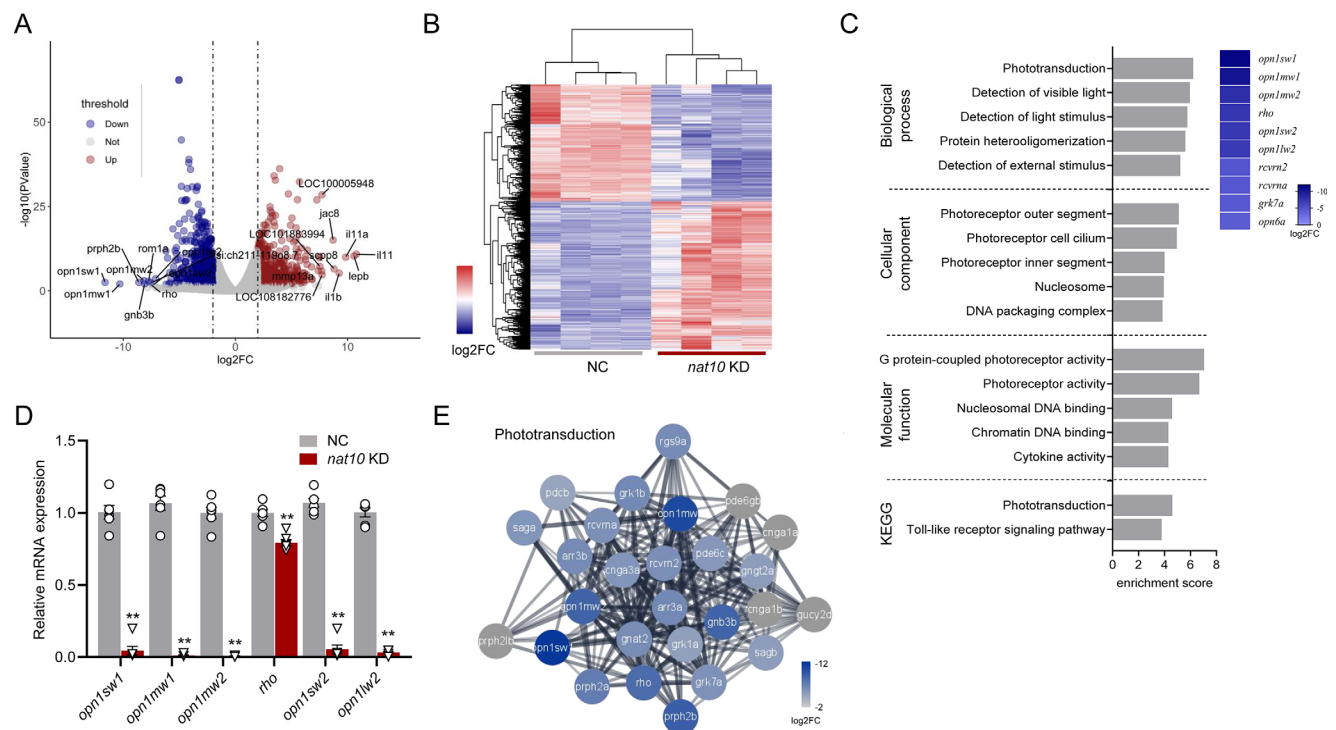 A
-log10(PValue)
50
25
0
threshold
Down
Not
Up
LOC100005948
jac8
LOC101883994
il11a
scpp8
il11
si:ch211-119o8.7
mmp13a
lepb
LOC108182776
il1b
prph2b
rom1a
opn1sw1
opn1mw2
opn1mw1
rho
gnb3b
-10
0
10
log2FC
B
log2FC
NC
nat10 KD
C
Biological process
Phototransduction
Detection of visible light
Detection of light stimulus
Protein heterooligomerization
Detection of external stimulus
Cellular component
Photoreceptor outer segment
Photoreceptor cell cilium
Photoreceptor inner segment
Nucleosome
DNA packaging complex
Molecular function
G protein-coupled photoreceptor activity
Photoreceptor activity
Nucleosomal DNA binding
Chromatin DNA binding
Cytokine activity
KEGG
Phototransduction
Toll-like receptor signaling pathway
0 2 4 6 8
enrichment score
opn1sw1
opn1mw1
opn1mw2
rho
opn1sw2
opn1lw2
rcvrn2
rcvrna
grk7a
opn6a
-10
-5
0
log2FC
D
Relative mRNA expression
1.5
1.0
0.5
0.0
NC
nat10 KD
** ** ** ** ** **
opn1sw1
opn1mw1
opn1mw2
rho
opn1sw2
opn1lw2
E
Phototransduction
rgs9a
pdcb
grk1b
pde6gb
opn1mw
saga
rcvrna
cnga1a
arr3b
cnga3a
rcvrn2
pde6c
gngt2a
opn1mw
arr3a
gnb3b
cnga1b
gucy2d
prph2lb
opn1sw1
gnat2
grk1a
sagb
prph2a
rho
grk7a
prph2b
-12
-2
log2FC